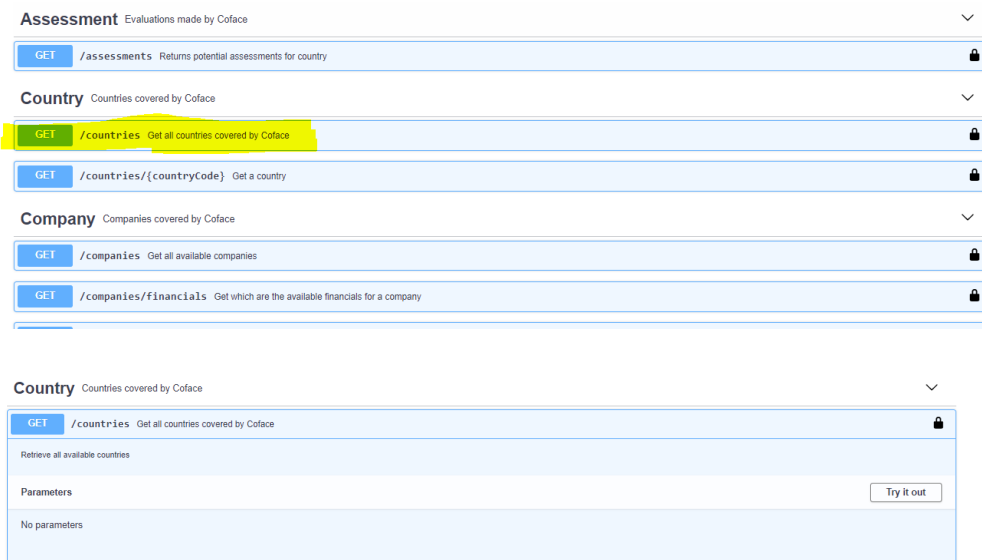 Assessment Evaluations made by Coface
GET /assessments Returns potential assessments for country
Country Countries covered by Coface
GET /countries Get all countries covered by Coface
GET /countries/{countryCode} Get a country
Company Companies covered by Coface
GET /companies Get all available companies
GET /companies/financials Get which are the available financials for a company
Country Countries covered by Coface
GET /countries Get all countries covered by Coface
Retrieve all available countries
Parameters Try it out
No parameters